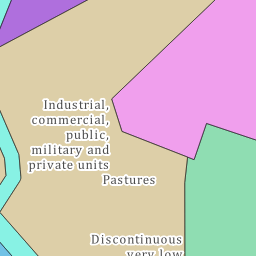 Industrial,
commercial,
public,
military and
private units
Pastures
Discontinuous
very low